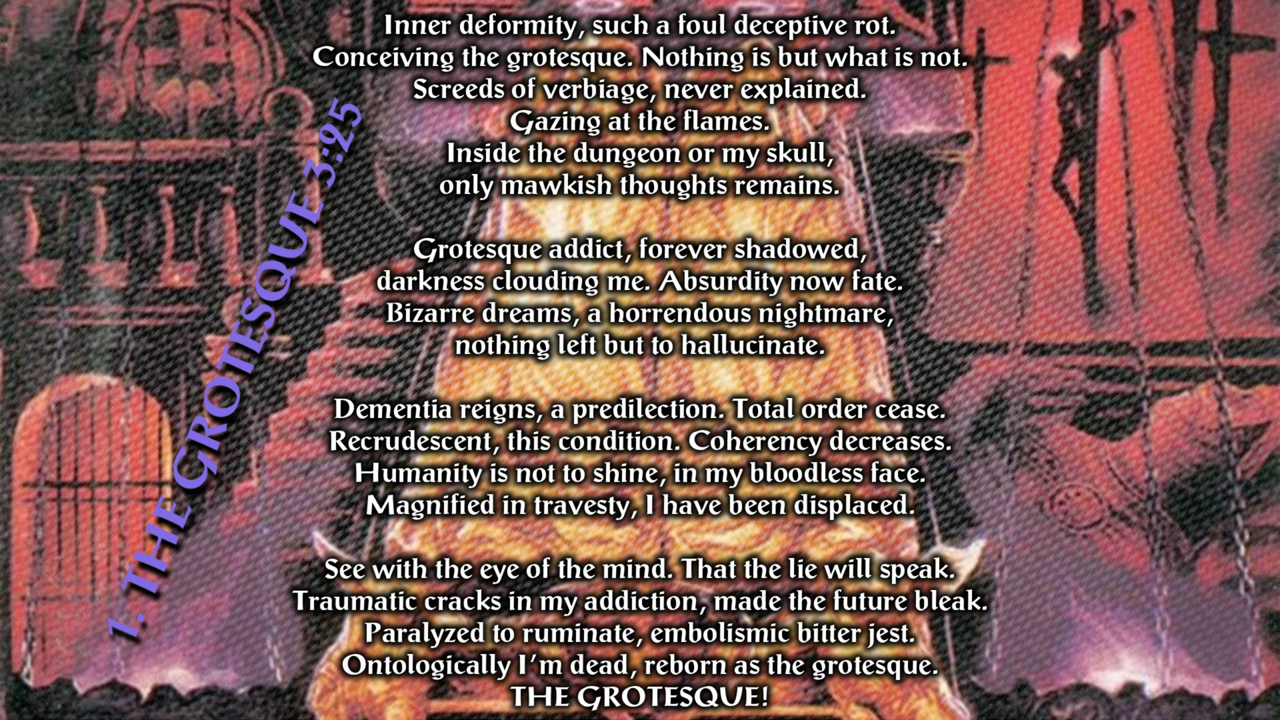 Inner deformity, such a foul deceptive rot.
Conceiving the grotesque. Nothing is but what is not.
Screeds of verbiage, never explained.
Gazing at the flames.
Inside the dungeon or my skull,
only mawkish thoughts remains.
Grotesque addict, forever shadowed,
darkness clouding me. Absurdity now fate.
Bizarre dreams, a horrendous nightmare,
nothing left but to hallucinate.
Dementia reigns, a predilection. Total order cease.
Recrudescent, this condition. Coherency decreases.
Humanity is not to shine, in my bloodless face.
Magnified in travesty, I have been displaced.
See with the eye of the mind. That the lie will speak.
Traumatic cracks in my addiction, made the future bleak.
Paralyzed to ruminate, embolismic bitter jest.
Ontologically I'm dead, reborn as the grotesque.
THE GROTESQUE!
1. THE GROTESQUE 3:25